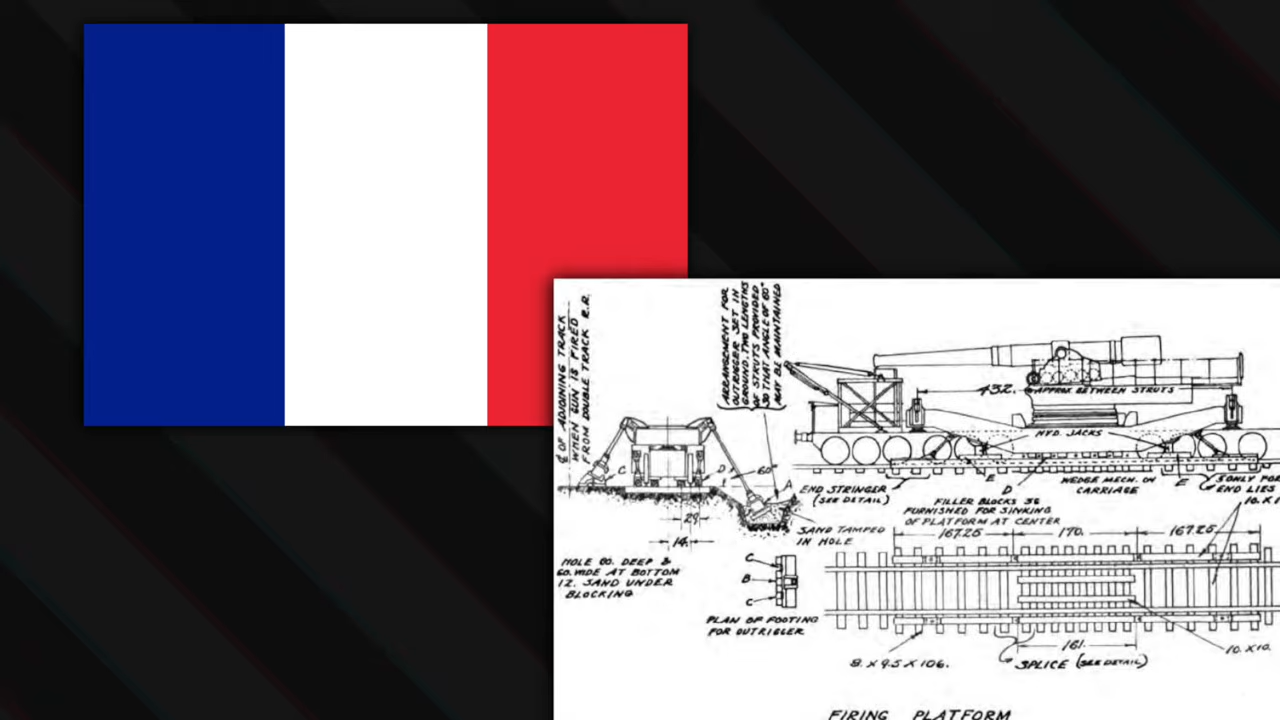 ¢ OF ADJOINING TRACK
WHEN GUN IS FIRED
FROM DOUBLE TRACK R.R.
ARRANGEMENT FOR
OUTRIGGER SET IN
GROUND. TWO LENGTHS
OF STRUTS PROVIDED
SO THAT ANGLE OF 60°
MAY BE MAINTAINED
432. APPROX. BETWEEN STRUTS
HYD. JACKS
C
D
60°
A
END STRINGER
(SEE DETAIL)
E
D
WEDGE MECH. ON
CARRIAGE
E
END LIES
FILLER BLOCKS 36
FURNISHED FOR SINKING
OF PLATFORM AT CENTER
SAND TAMPED
IN HOLE
29
14.
167.25
170.
167.25
HOLE 60. DEEP &
60. WIDE AT BOTTOM
12. SAND UNDER
BLOCKING
C
B
C
PLAN OF FOOTING
FOR OUTRIGGER
161.
8. X 9.5 X 106.
SPLICE (SEE DETAIL)
10. X 10.
FIRING PLATFORM